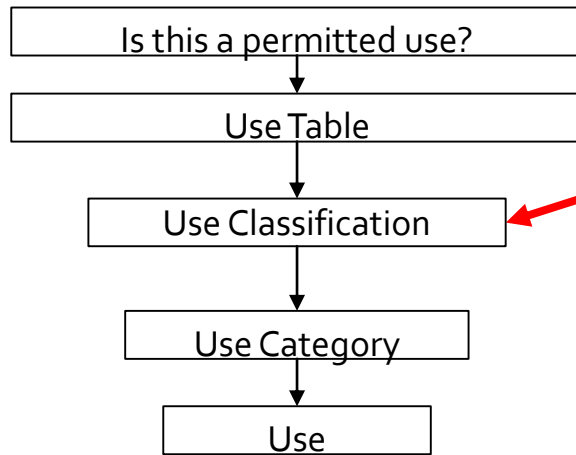 Is this a permitted use?
Use Table
Use Classification
Use Category
Use